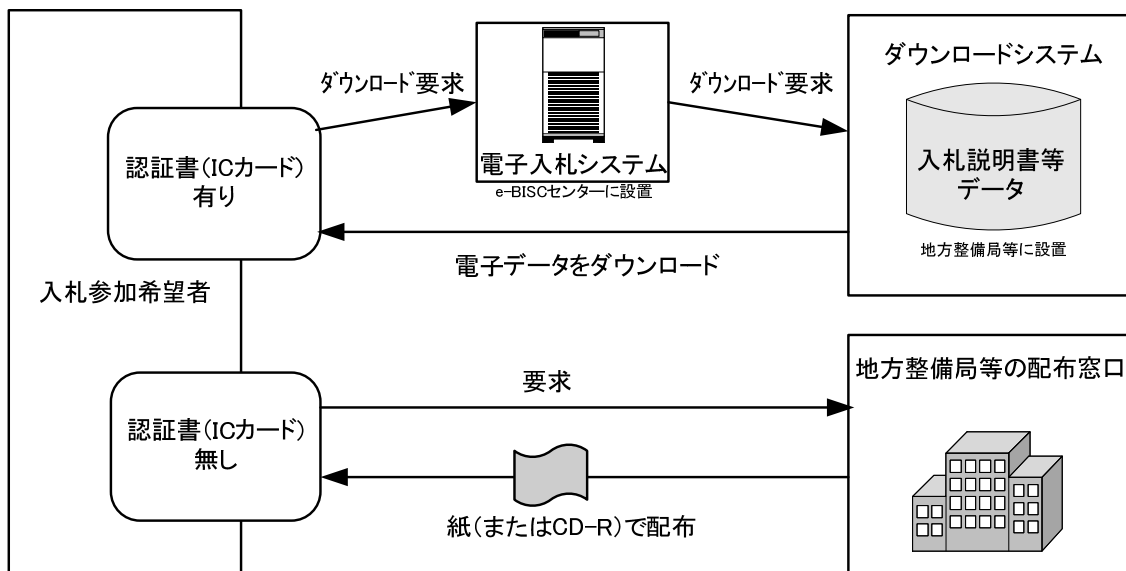 ダウンロード要求
ダウンロード要求
ダウンロードシステム
認証書(ICカード)
有り
電子入札システム
e-BISCセンターに設置
入札説明書等
データ
地方整備局等に設置
電子データをダウンロード
入札参加希望者
認証書(ICカード)
無し
要求
地方整備局等の配布窓口
紙(またはCD-R)で配布